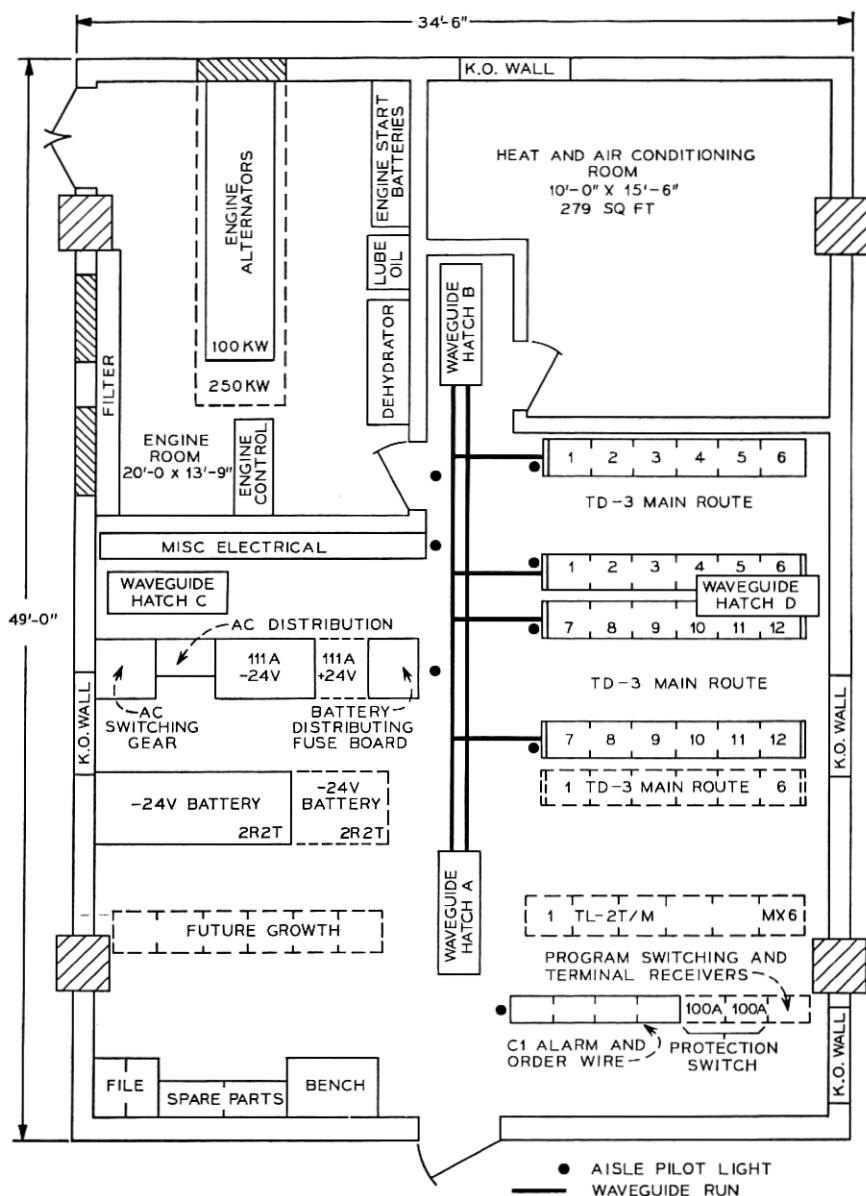 34'-6"
K.O. WALL
HEAT AND AIR CONDITIONING
ROOM
10'-0" X 15'-6"
279 SQ FT
ENGINE
ALTERNATORS
100 KW
250 KW
ENGINE START
BATTERIES
LUBE
OIL
DEHYDRATOR
WAVEGUIDE
HATCH B
FILTER
ENGINE
ROOM
20'-0 X 13'-9"
ENGINE
CONTROL
1 2 3 4 5 6
TD-3 MAIN ROUTE
MISC ELECTRICAL
1 2 3 4 5 6
WAVEGUIDE
HATCH C
WAVEGUIDE
HATCH D
7 8 9 10 11 12
49'-0"
AC DISTRIBUTION
111A
-24V
111A
+24V
AC
SWITCHING
GEAR
BATTERY
DISTRIBUTING
FUSE BOARD
TD-3 MAIN ROUTE
K.O. WALL
K.O. WALL
7 8 9 10 11 12
-24V BATTERY
2R2T
-24V
BATTERY
2R2T
1 TD-3 MAIN ROUTE 6
WAVEGUIDE
HATCH A
FUTURE GROWTH
1 TL-2T/M MX6
PROGRAM SWITCHING AND
TERMINAL RECEIVERS
100A 100A
C1 ALARM AND
ORDER WIRE
PROTECTION
SWITCH
K.O. WALL
FILE
SPARE PARTS
BENCH
AISLE PILOT LIGHT
WAVEGUIDE RUN